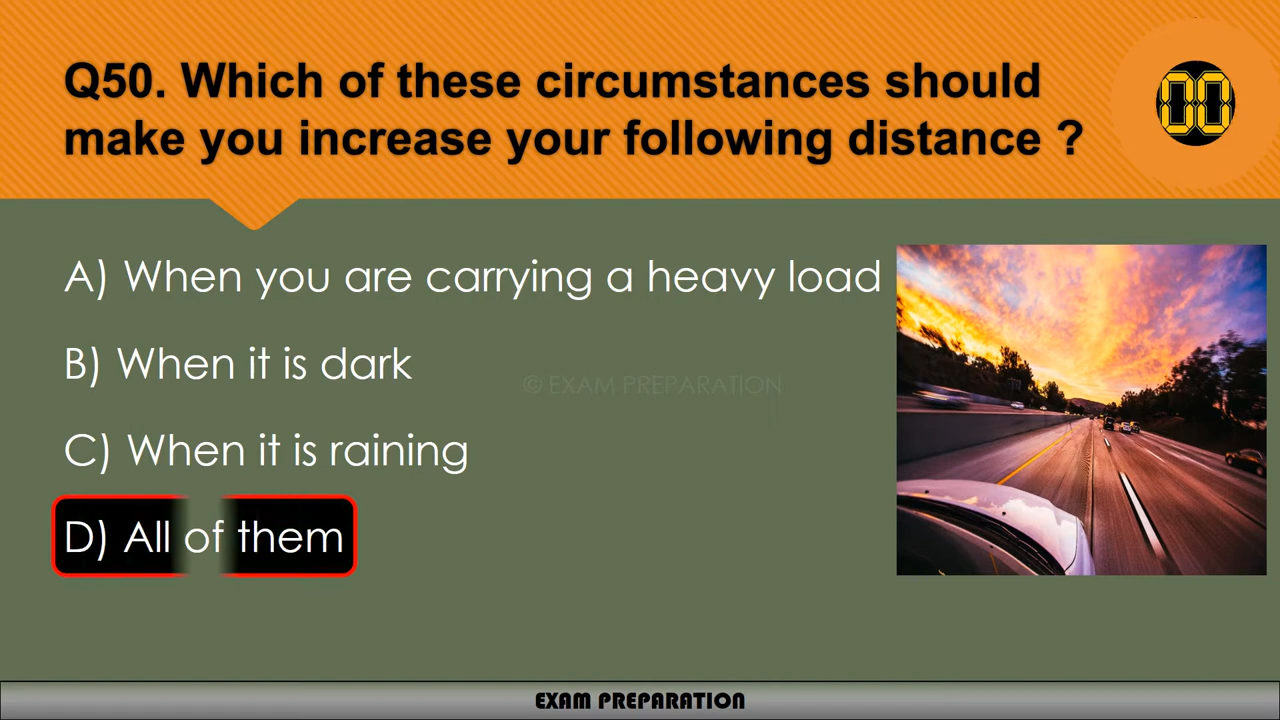 Q50. Which of these circumstances should
make you increase your following distance ?
00
A) When you are carrying a heavy load
B) When it is dark
© EXAM PREPARATION
C) When it is raining
D) All of them
EXAM PREPARATION